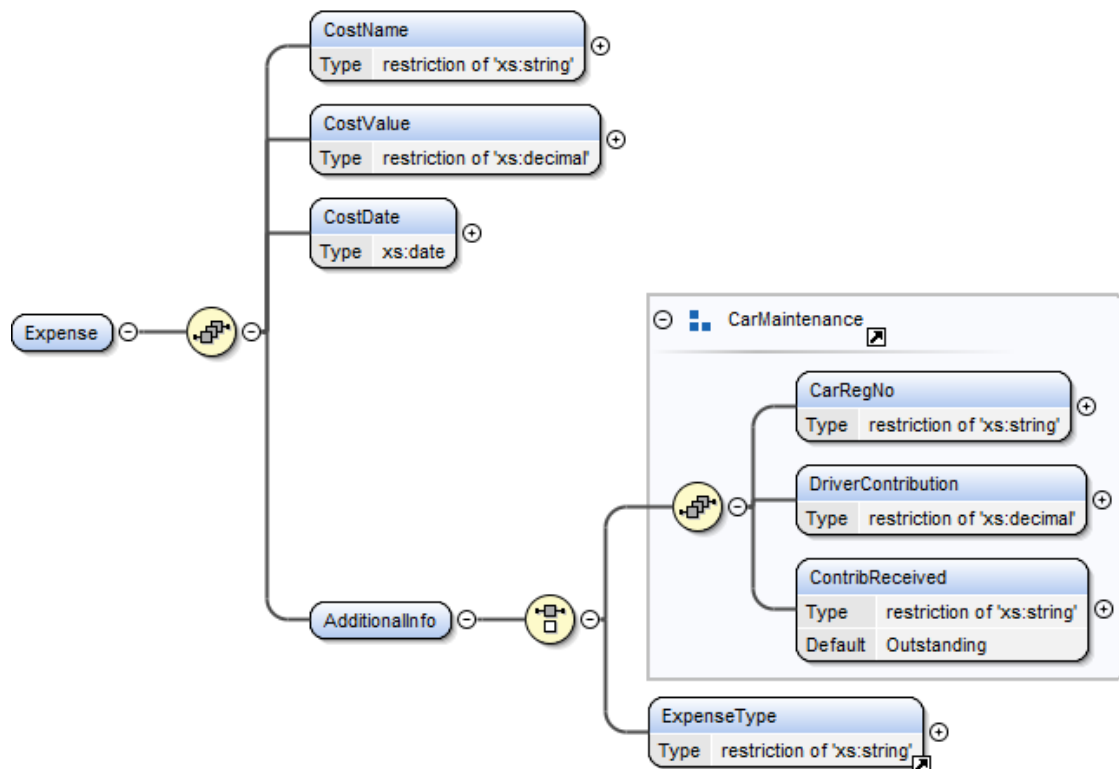 CostName
Type restriction of 'xs:string'
CostValue
Type restriction of 'xs:decimal'
CostDate
Type xs:date
Expense
CarMaintenance
CarRegNo
Type restriction of 'xs:string'
DriverContribution
Type restriction of 'xs:decimal'
ContribReceived
Type restriction of 'xs:string'
Default Outstanding
AdditionalInfo
ExpenseType
Type restriction of 'xs:string'